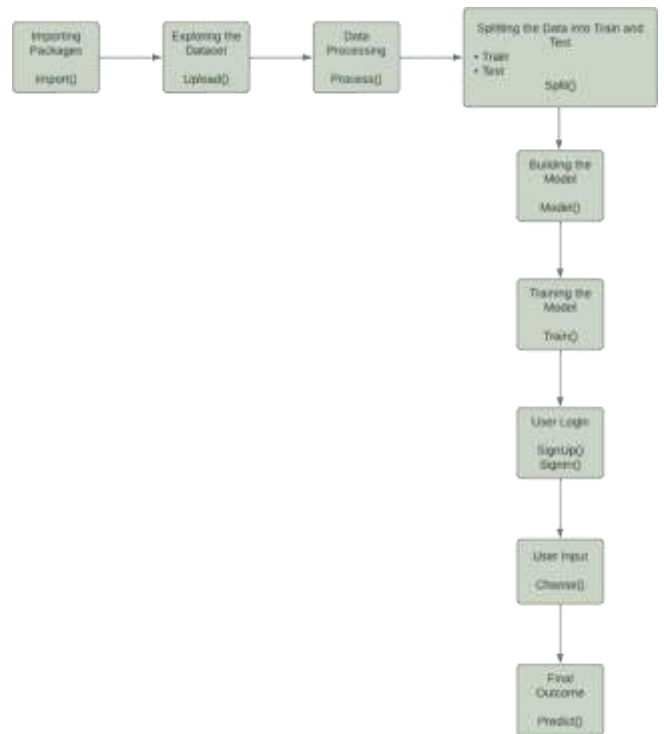 Importing
Packages
Import()
Exploring the
Dataset
Upload()
Data
Processing
Process()
Splitting the Data into Train and
Test
• Train
• Test
Split()
Building the
Model
Model()
Training the
Model
Train()
User Login
SignUp()
SignIn()
User Input
Choose()
Final
Outcome
Predict()